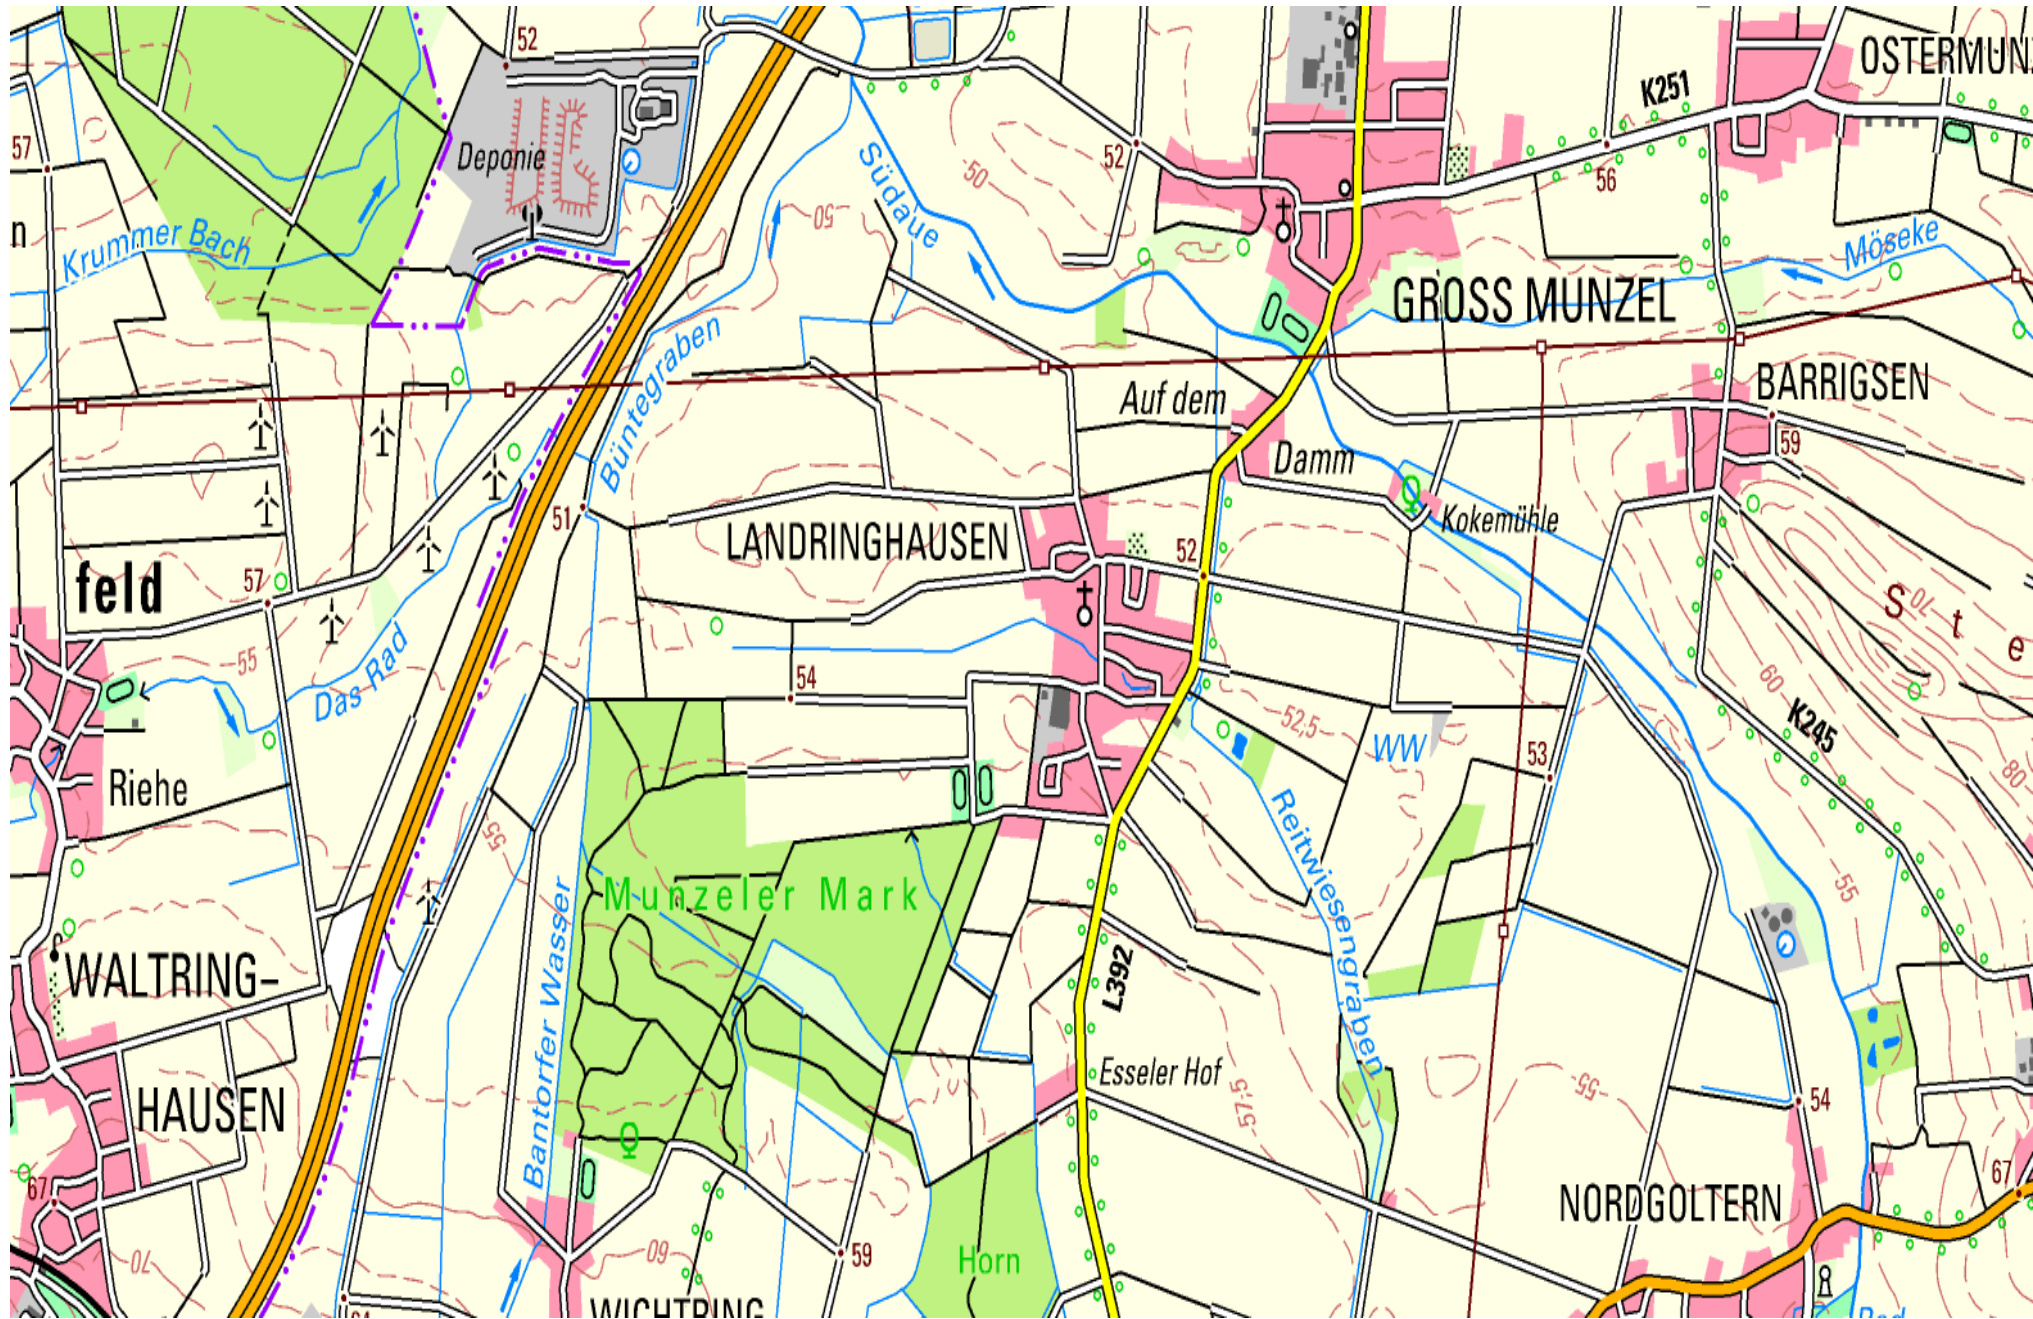 52
OSTERMUN
K251
57
Deponie
52
50
56
Südaue
50
n
Krummer Bach
Möseke
GROSS MUNZEL
Büntegraben
Auf dem
BARRIGSEN
Damm
59
51
Kokemühle
LANDRINGHAUSEN
52
feld
57
S t e
70
55
Das Rad
54
60
52,5
K245
WW
53
Riehe
80
55
Reitwiesengraben
Munzeler Mark
55
Bantorfer Wasser
WALTRING-
L392
HAUSEN
Esseler Hof
57,5
55
54
67
67
NORDGOLTERN
70
60
59
Horn
WICHTRING